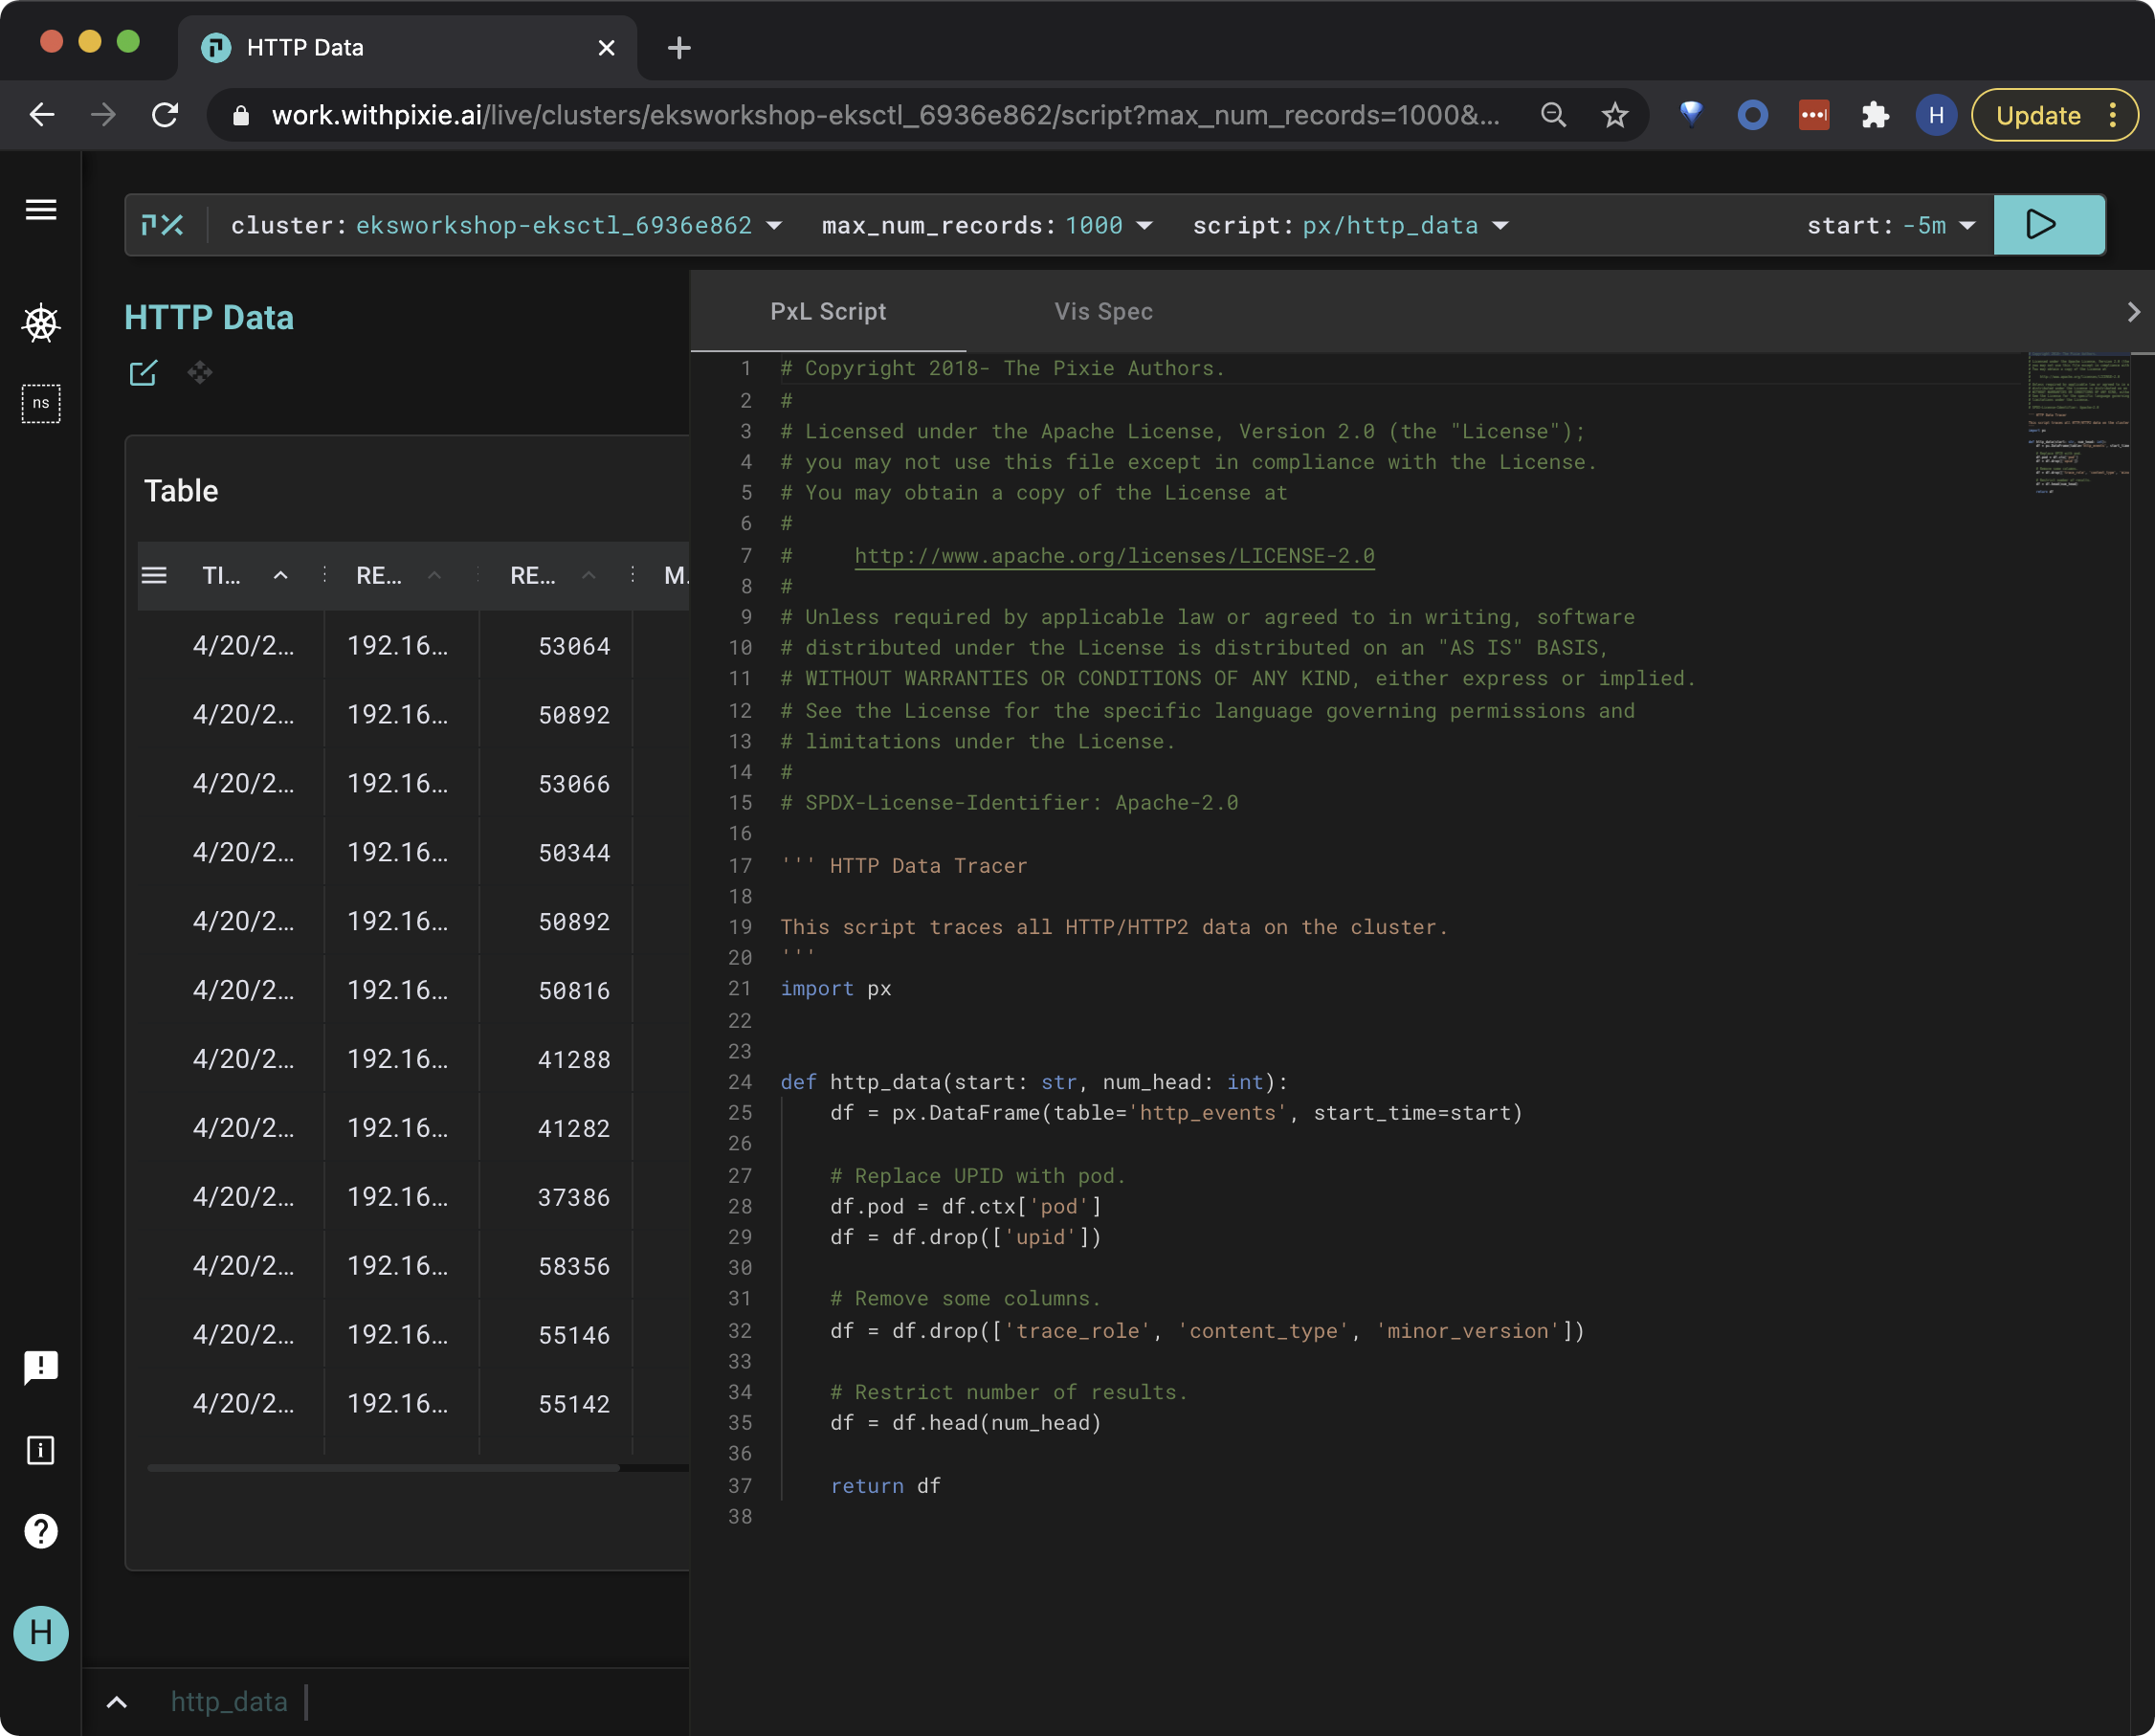 HTTP Data
work.withpixie.ai/live/clusters/eksworkshop-eksctl_6936e862/script?max_num_records=1000&...
H
Update
cluster: eksworkshop-eksctl_6936e862 max_num_records: 1000 script: px/http_data start: -5m
HTTP Data
ns
Table
TI... RE... RE... M.
4/20/2... 192.16... 53064
4/20/2... 192.16... 50892
4/20/2... 192.16... 53066
4/20/2... 192.16... 50344
4/20/2... 192.16... 50892
4/20/2... 192.16... 50816
4/20/2... 192.16... 41288
4/20/2... 192.16... 41282
4/20/2... 192.16... 37386
4/20/2... 192.16... 58356
4/20/2... 192.16... 55146
4/20/2... 192.16... 55142
H
http_data
PxL Script Vis Spec
1 # Copyright 2018- The Pixie Authors.
2 #
3 # Licensed under the Apache License, Version 2.0 (the "License");
4 # you may not use this file except in compliance with the License.
5 # You may obtain a copy of the License at
6 #
7 #     http://www.apache.org/licenses/LICENSE-2.0
8 #
9 # Unless required by applicable law or agreed to in writing, software
10 # distributed under the License is distributed on an "AS IS" BASIS,
11 # WITHOUT WARRANTIES OR CONDITIONS OF ANY KIND, either express or implied.
12 # See the License for the specific language governing permissions and
13 # limitations under the License.
14 #
15 # SPDX-License-Identifier: Apache-2.0
16
17 ''' HTTP Data Tracer
18
19 This script traces all HTTP/HTTP2 data on the cluster.
20 '''
21 import px
22
23
24 def http_data(start: str, num_head: int):
25     df = px.DataFrame(table='http_events', start_time=start)
26
27     # Replace UPID with pod.
28     df.pod = df.ctx['pod']
29     df = df.drop(['upid'])
30
31     # Remove some columns.
32     df = df.drop(['trace_role', 'content_type', 'minor_version'])
33
34     # Restrict number of results.
35     df = df.head(num_head)
36
37     return df
38